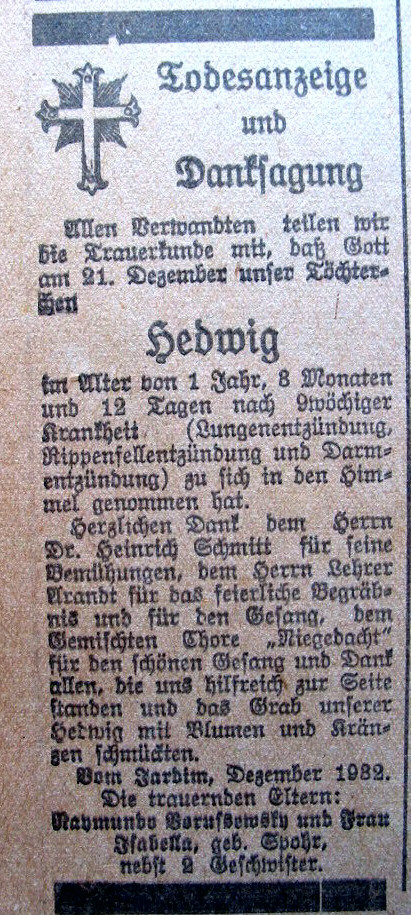 Todesanzeige
und
Danksagung
Allen Verwandten teilen wir
die Trauerkunde mit, daß Gott
am 21. Dezember unser Töchter-
chen
Hedwig
im Alter von 1 Jahr, 8 Monaten
und 12 Tagen nach 9wöchiger
Krankheit (Lungenentzündung,
Rippenfellentzündung und Darm-
entzündung) zu sich in den Him-
mel genommen hat.
Herzlichen Dank dem Herrn
Dr. Heinrich Schmitt für seine
Bemühungen, dem Herrn Lehrer
Arandt für das feierliche Begräb-
nis und für den Gesang, dem
Gemischten Chore „Niegedacht"
für den schönen Gesang und Dank
allen, die uns hilfreich zur Seite
standen und das Grab unserer
Hedwig mit Blumen und Krän-
zen schmückten.
Vom Jardim, Dezember 1932.
Die trauernden Eltern:
Raymundo Borussewsky und Frau
Isabella, geb. Spohr,
nebst 2 Geschwister.